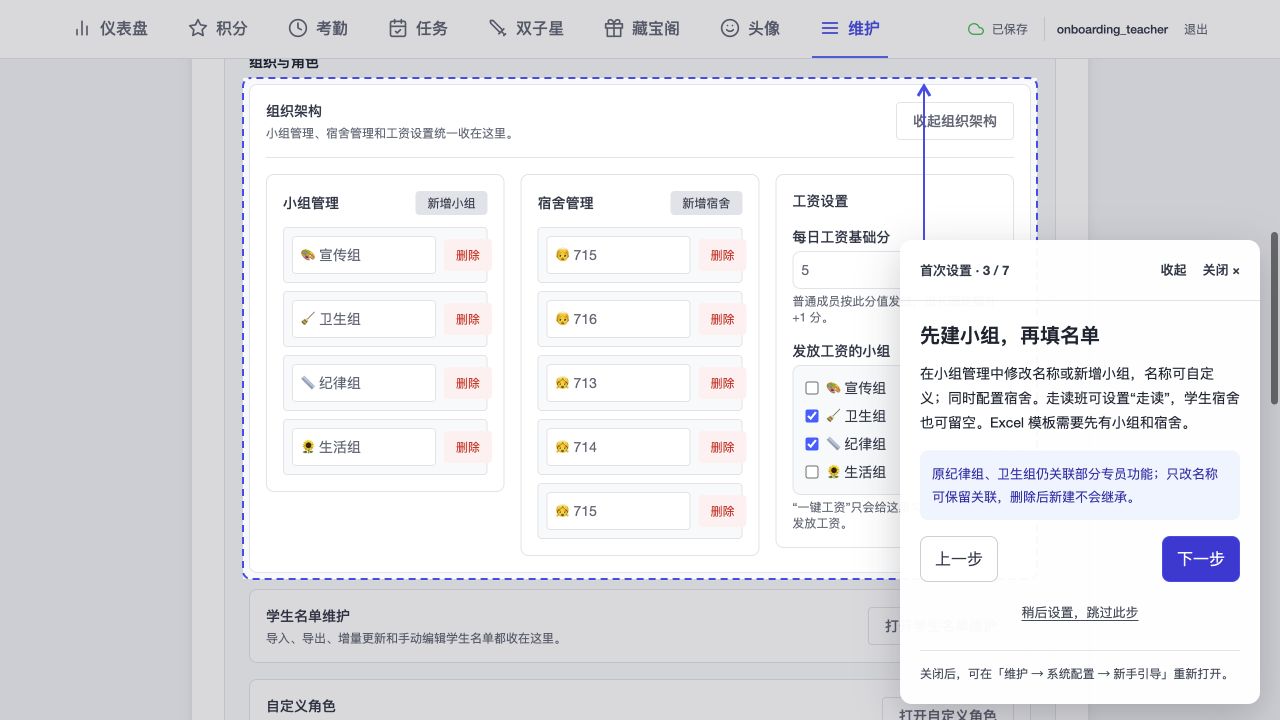 仪表盘
积分
考勤
任务
双子星
藏宝阁
头像
维护
已保存
onboarding_teacher
退出
组织与角色
组织架构
小组管理、宿舍管理和工资设置统一收在这里。
收起组织架构
小组管理
新增小组
宣传组
删除
卫生组
删除
纪律组
删除
生活组
删除
宿舍管理
新增宿舍
715
删除
716
删除
713
删除
714
删除
715
删除
工资设置
每日工资基础分
5
普通成员按此分值发
+1 分。
发放工资的小组
宣传组
卫生组
纪律组
生活组
“一键工资”只会给这
发放工资。
学生名单维护
导入、导出、增量更新和手动编辑学生名单都收在这里。
打开学生名单维护
自定义角色
打开自定义角色
首次设置 · 3 / 7
收起
关闭 ×
先建小组，再填名单
在小组管理中修改名称或新增小组，名称可自定
义；同时配置宿舍。走读班可设置“走读”，学生宿舍
也可留空。Excel 模板需要先有小组和宿舍。
原纪律组、卫生组仍关联部分专员功能；只改名称
可保留关联，删除后新建不会继承。
上一步
下一步
稍后设置，跳过此步
关闭后，可在「维护 → 系统配置 → 新手引导」重新打开。